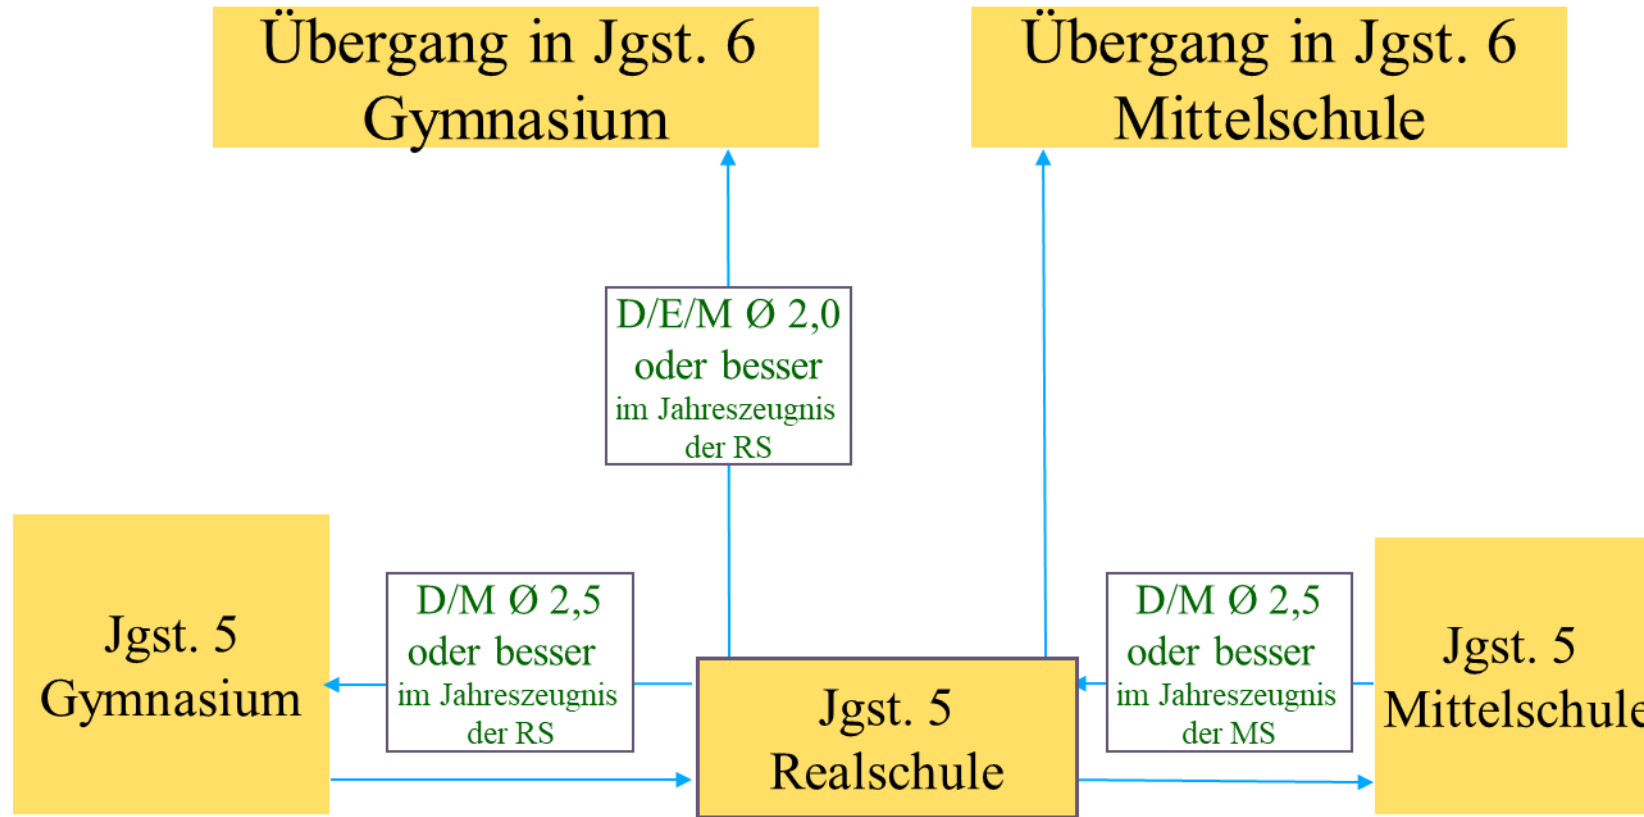 Übergang in Jgst. 6
Gymnasium
Übergang in Jgst. 6
Mittelschule
D/E/M Ø 2,0
oder besser
im Jahreszeugnis
der RS
Jgst. 5
Gymnasium
D/M Ø 2,5
oder besser
im Jahreszeugnis
der RS
Jgst. 5
Realschule
D/M Ø 2,5
oder besser
im Jahreszeugnis
der MS
Jgst. 5
Mittelschule